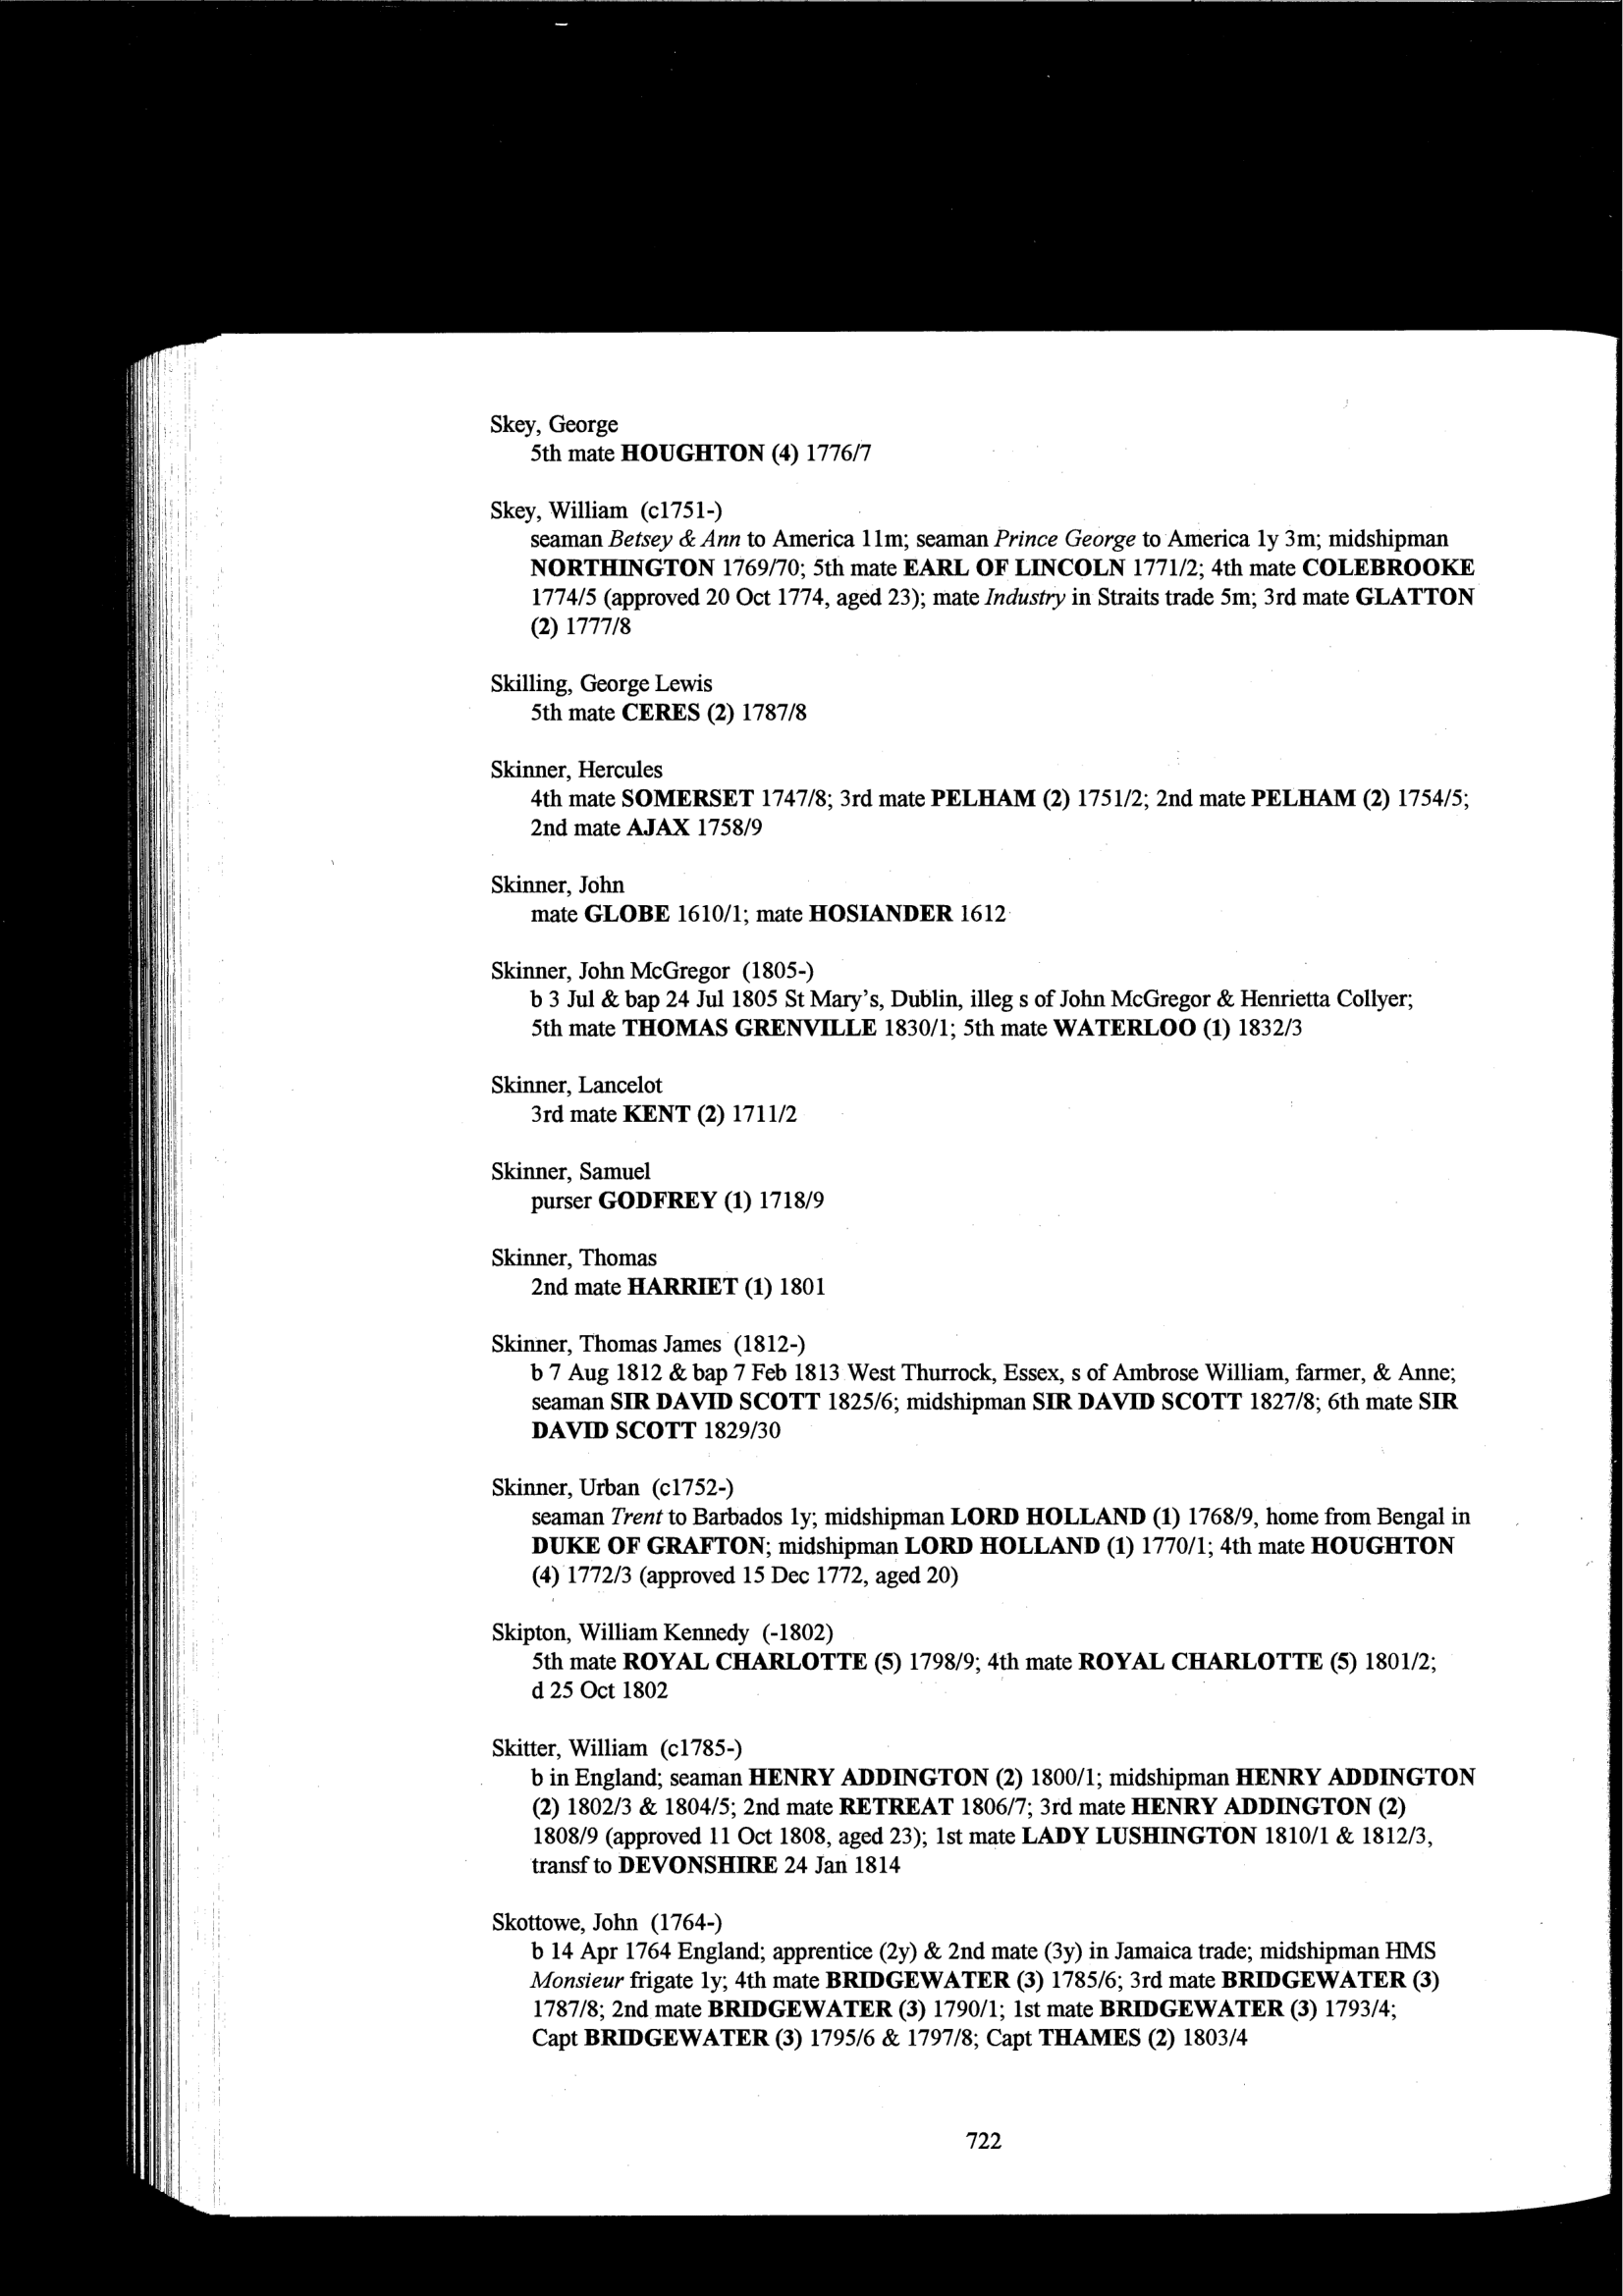 Skey, George
5th mate HOUGHTON (4) 1776/7
Skey, William (c1751-)
seaman Betsey & Ann to America 11m; seaman Prince George to America 1y 3m; midshipman
NORTHINGTON 1769/70; 5th mate EARL OF LINCOLN 1771/2; 4th mate COLEBROOKE
1774/5 (approved 20 Oct 1774, aged 23); mate Industry in Straits trade 5m; 3rd mate GLATTON
(2) 1777/8
Skilling, George Lewis
5th mate CERES (2) 1787/8
Skinner, Hercules
4th mate SOMERSET 1747/8; 3rd mate PELHAM (2) 1751/2; 2nd mate PELHAM (2) 1754/5;
2nd mate AJAX 1758/9
Skinner, John
mate GLOBE 1610/1; mate HOSIANDER 1612
Skinner, John McGregor (1805-)
b 3 Jul & bap 24 Jul 1805 St Mary's, Dublin, illeg s of John McGregor & Henrietta Collyer;
5th mate THOMAS GRENVILLE 1830/1; 5th mate WATERLOO (1) 1832/3
Skinner, Lancelot
3rd mate KENT (2) 1711/2
Skinner, Samuel
purser GODFREY (1) 1718/9
Skinner, Thomas
2nd mate HARRIET (1) 1801
Skinner, Thomas James (1812-)
b 7 Aug 1812 & bap 7 Feb 1813 West Thurrock, Essex, s of Ambrose William, farmer, & Anne;
seaman SIR DAVID SCOTT 1825/6; midshipman SIR DAVID SCOTT 1827/8; 6th mate SIR
DAVID SCOTT 1829/30
Skinner, Urban (c1752-)
seaman Trent to Barbados 1y; midshipman LORD HOLLAND (1) 1768/9, home from Bengal in
DUKE OF GRAFTON; midshipman LORD HOLLAND (1) 1770/1; 4th mate HOUGHTON
(4) 1772/3 (approved 15 Dec 1772, aged 20)
Skipton, William Kennedy (-1802)
5th mate ROYAL CHARLOTTE (5) 1798/9; 4th mate ROYAL CHARLOTTE (5) 1801/2;
d 25 Oct 1802
Skitter, William (c1785-)
b in England; seaman HENRY ADDINGTON (2) 1800/1; midshipman HENRY ADDINGTON
(2) 1802/3 & 1804/5; 2nd mate RETREAT 1806/7; 3rd mate HENRY ADDINGTON (2)
1808/9 (approved 11 Oct 1808, aged 23); 1st mate LADY LUSHINGTON 1810/1 & 1812/3,
transf to DEVONSHIRE 24 Jan 1814
Skottowe, John (1764-)
b 14 Apr 1764 England; apprentice (2y) & 2nd mate (3y) in Jamaica trade; midshipman HMS
Monsieur frigate 1y; 4th mate BRIDGEWATER (3) 1785/6; 3rd mate BRIDGEWATER (3)
1787/8; 2nd mate BRIDGEWATER (3) 1790/1; 1st mate BRIDGEWATER (3) 1793/4;
Capt BRIDGEWATER (3) 1795/6 & 1797/8; Capt THAMES (2) 1803/4
722